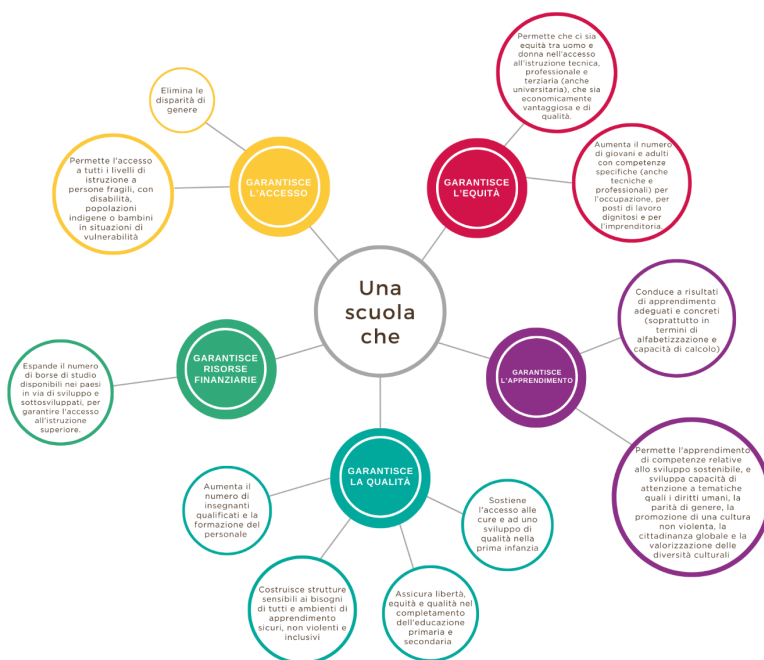 Una
scuola
che
GARANTISCE
L'ACCESSO
Elimina le
disparità di
genere
Permette l'accesso
a tutti i livelli di
istruzione a
persone fragili, con
disabilità,
popolazioni
indigene o bambini
in situazioni di
vulnerabilità
GARANTISCE
L'EQUITÀ
Permette che ci sia
equità tra uomo e
donna nell'accesso
all'istruzione tecnica,
professionale e
terziaria (anche
universitaria), che sia
economicamente
vantaggiosa e di
qualità.
Aumenta il numero
di giovani e adulti
con competenze
specifiche (anche
tecniche e
professionali) per
l'occupazione, per
posti di lavoro
dignitosi e per
l'imprenditoria.
GARANTISCE
L'APPRENDIMENTO
Conduce a risultati
di apprendimento
adeguati e concreti
(soprattutto in
termini di
alfabetizzazione e
capacità di calcolo)
Permette l'apprendimento
di competenze relative
allo sviluppo sostenibile, e
sviluppa capacità di
attenzione a tematiche
quali i diritti umani, la
parità di genere, la
promozione di una cultura
non violenta, la
cittadinanza globale e la
valorizzazione delle
diversità culturali
GARANTISCE
LA QUALITÀ
Sostiene
l'accesso alle
cure e ad uno
sviluppo di
qualità nella
prima infanzia
Assicura libertà,
equità e qualità nel
completamento
dell'educazione
primaria e
secondaria
Costruisce strutture
sensibili ai bisogni
di tutti e ambienti di
apprendimento
sicuri, non violenti e
inclusivi
Aumenta il
numero di
insegnanti
qualificati e la
formazione del
personale
GARANTISCE
RISORSE
FINANZIARIE
Espande il numero
di borse di studio
disponibili nei paesi
in via di sviluppo e
sottosviluppati, per
garantire l'accesso
all'istruzione
superiore.